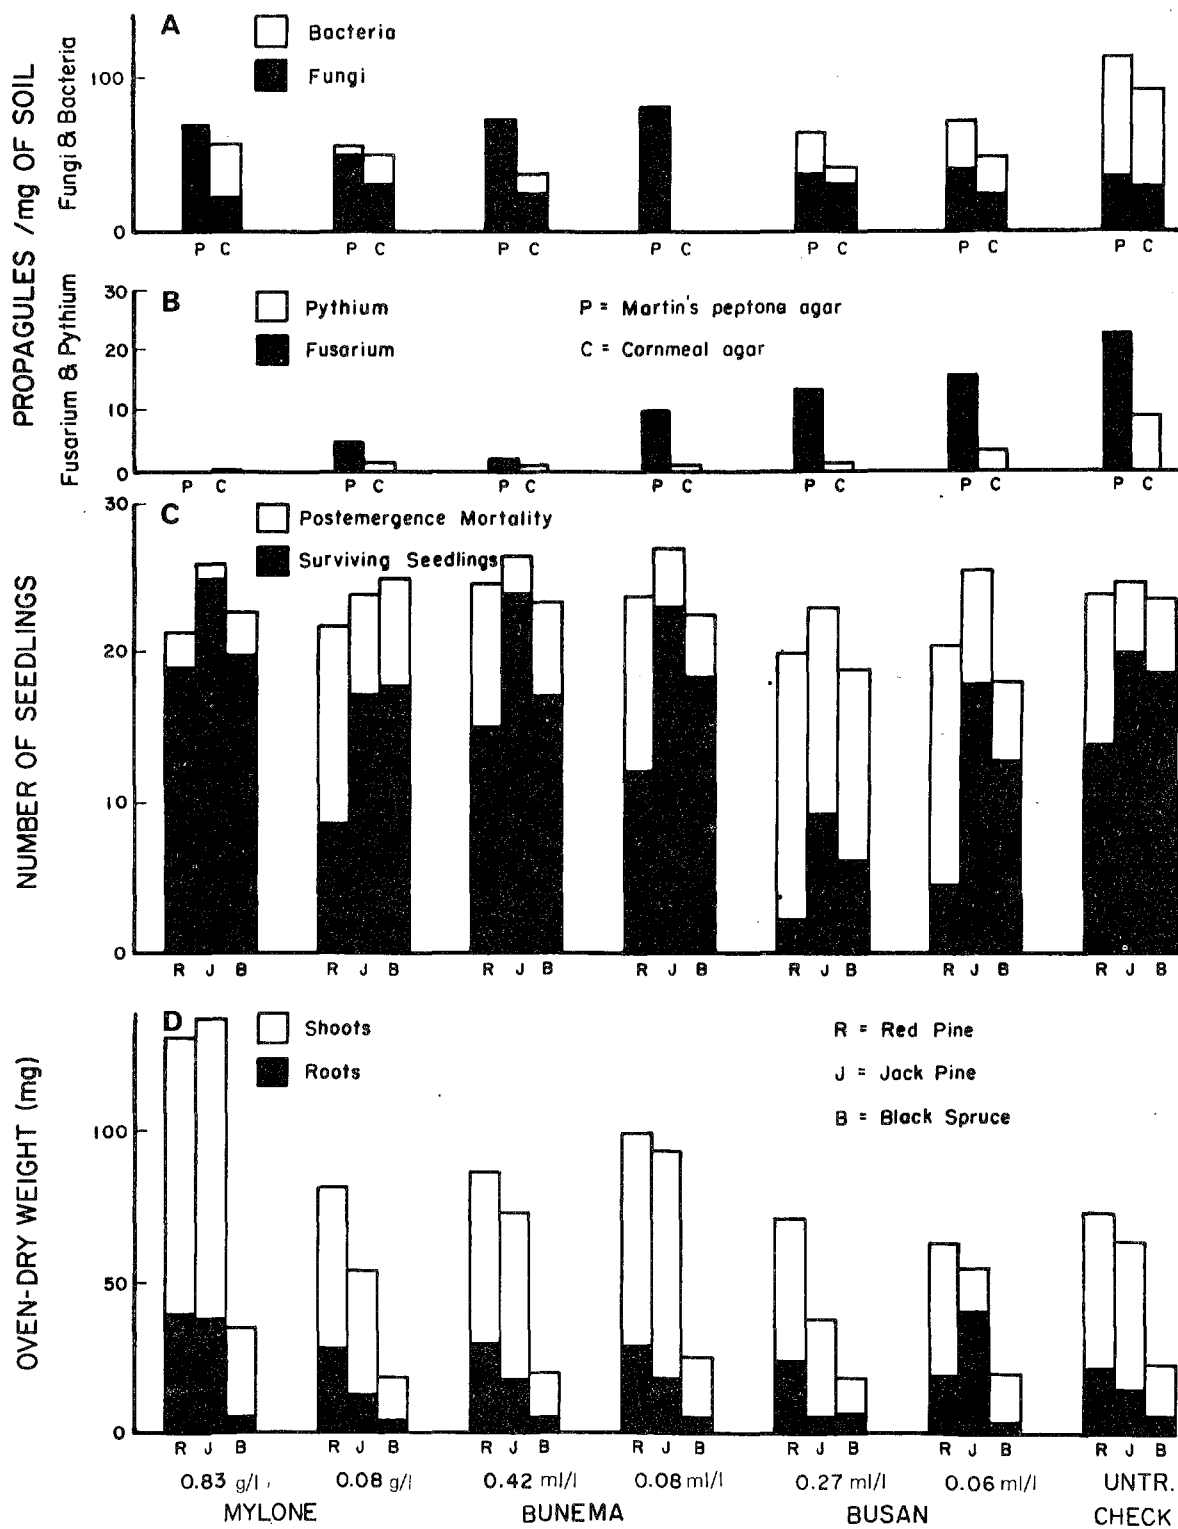 PROPAGULES /mg OF SOIL
Fungi & Bacteria
A
Bacteria
Fungi
100
0
P C P C P C P C P C P C
Fusarium & Pythium
B
Pythium
Fusarium
P = Martin's peptone agar
C = Cornmeal agar
30
20
10
0
P C P C P C P C P C P C P C
NUMBER OF SEEDLINGS
C
Postemergence Mortality
Surviving Seedlings
30
20
10
0
R J B R J B R J B R J B R J B R J B R J B
OVEN-DRY WEIGHT (mg)
D
Shoots
Roots
R = Red Pine
J = Jack Pine
B = Black Spruce
100
50
0
R J B R J B R J B R J B R J B R J B R J B
0.83 g/l 0.08 g/l 0.42 ml/l 0.08 ml/l 0.27 ml/l 0.06 ml/l UNTR.
MYLONE BUNEMA BUSAN CHECK